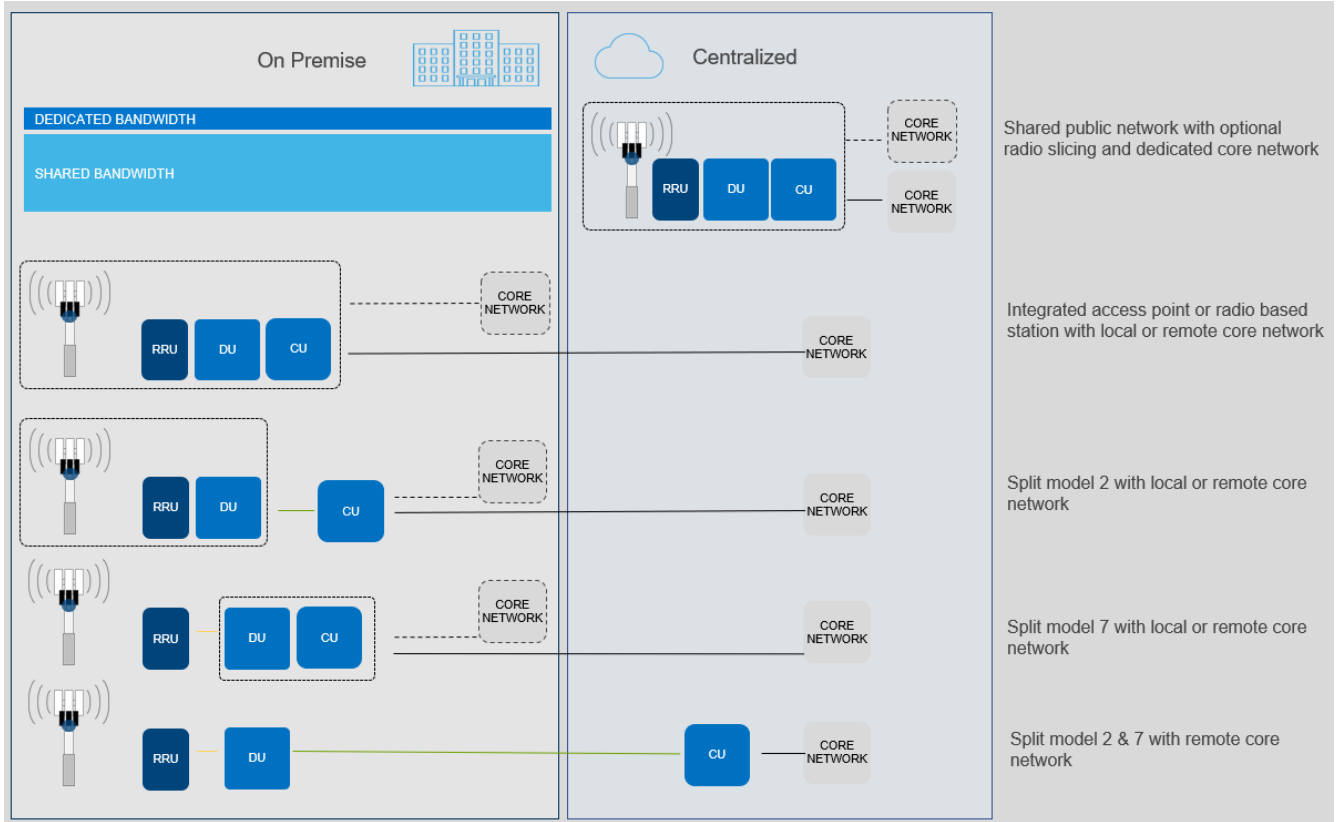 On Premise
Centralized
DEDICATED BANDWIDTH
SHARED BANDWIDTH
RRU
DU
CU
CORE
NETWORK
CORE
NETWORK
Shared public network with optional
radio slicing and dedicated core network
RRU
DU
CU
CORE
NETWORK
CORE
NETWORK
Integrated access point or radio based
station with local or remote core network
RRU
DU
CU
CORE
NETWORK
CORE
NETWORK
Split model 2 with local or remote core
network
RRU
DU
CU
CORE
NETWORK
CORE
NETWORK
Split model 7 with local or remote core
network
RRU
DU
CU
CORE
NETWORK
Split model 2 & 7 with remote core
network